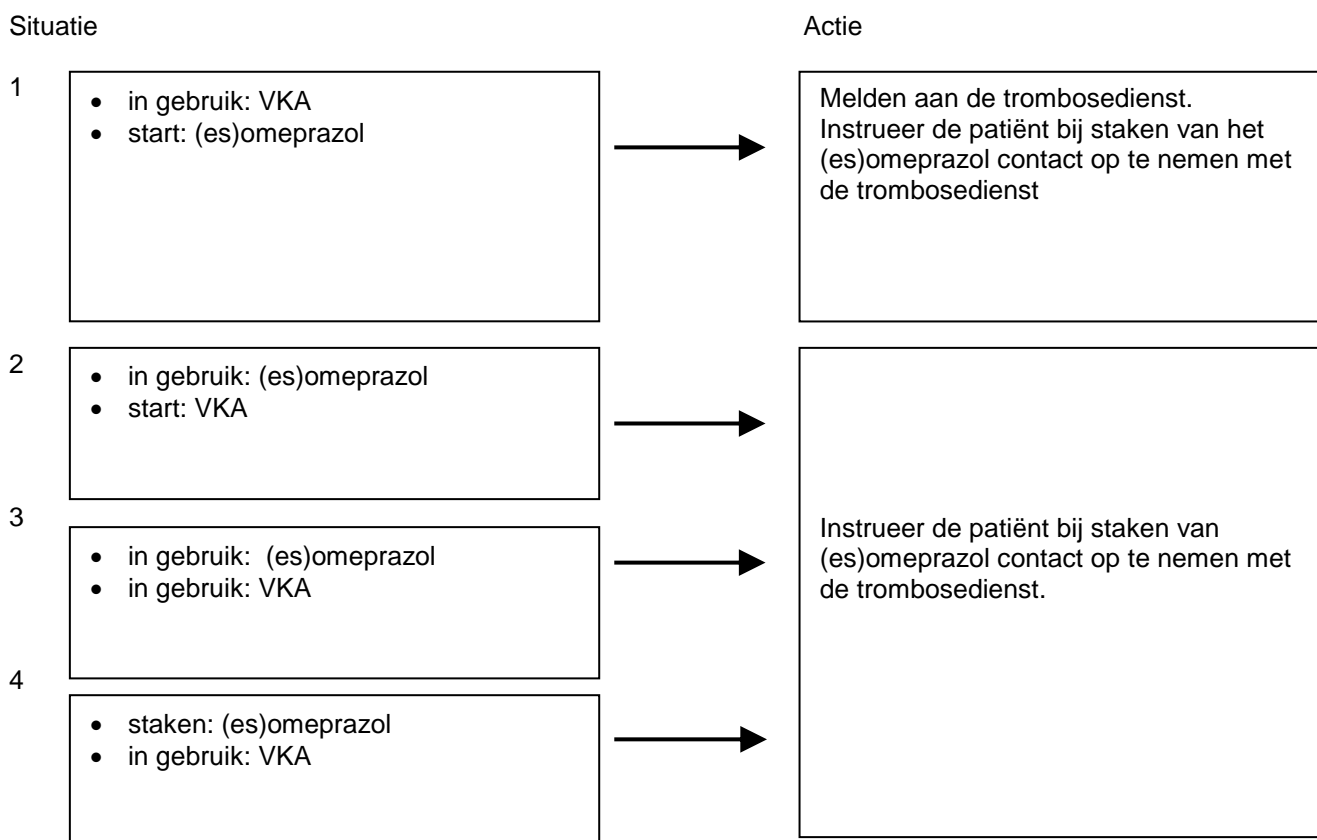 Situatie
Actie
1
• in gebruik: VKA
• start: (es)omeprazol
Melden aan de trombosedienst.
Instrueer de patiënt bij staken van het
(es)omeprazol contact op te nemen met
de trombosedienst
2
• in gebruik: (es)omeprazol
• start: VKA
3
• in gebruik:  (es)omeprazol
• in gebruik: VKA
4
• staken: (es)omeprazol
• in gebruik: VKA
Instrueer de patiënt bij staken van
(es)omeprazol contact op te nemen met
de trombosedienst.